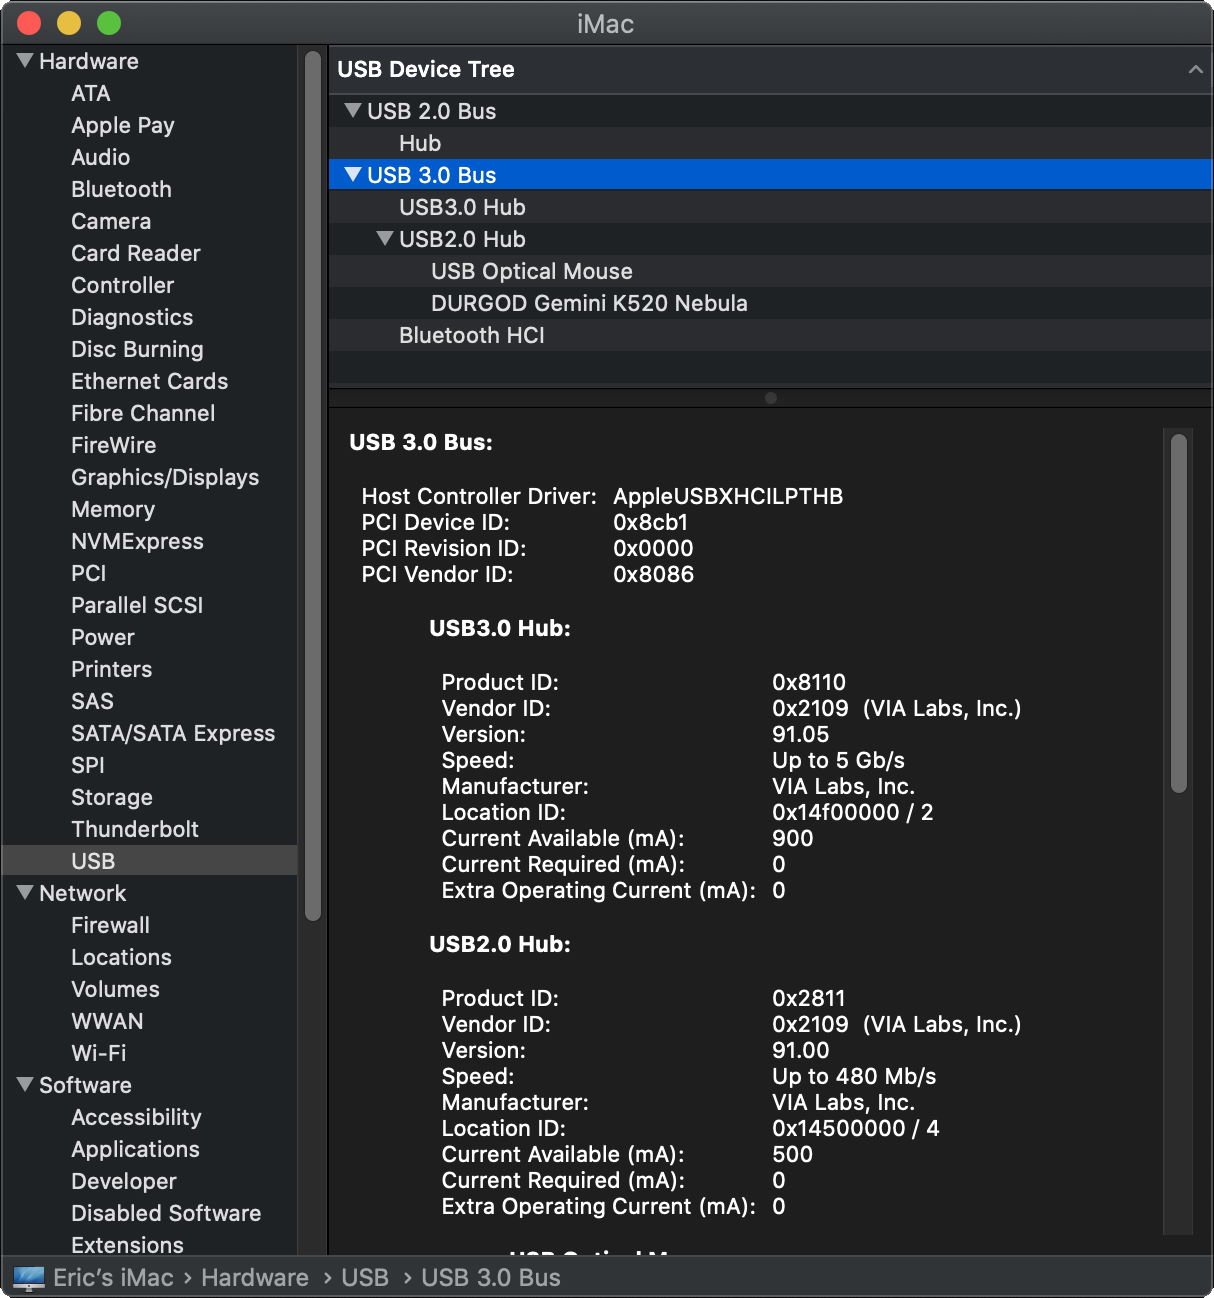 iMac
Hardware
ATA
Apple Pay
Audio
Bluetooth
Camera
Card Reader
Controller
Diagnostics
Disc Burning
Ethernet Cards
Fibre Channel
FireWire
Graphics/Displays
Memory
NVMExpress
PCI
Parallel SCSI
Power
Printers
SAS
SATA/SATA Express
SPI
Storage
Thunderbolt
USB
Network
Firewall
Locations
Volumes
WWAN
Wi-Fi
Software
Accessibility
Applications
Developer
Disabled Software
Extensions
USB Device Tree
USB 2.0 Bus
Hub
USB 3.0 Bus
USB3.0 Hub
USB2.0 Hub
USB Optical Mouse
DURGOD Gemini K520 Nebula
Bluetooth HCI
USB 3.0 Bus:
Host Controller Driver: AppleUSBXHCILPTHB
PCI Device ID: 0x8cb1
PCI Revision ID: 0x0000
PCI Vendor ID: 0x8086
USB3.0 Hub:
Product ID: 0x8110
Vendor ID: 0x2109 (VIA Labs, Inc.)
Version: 91.05
Speed: Up to 5 Gb/s
Manufacturer: VIA Labs, Inc.
Location ID: 0x14f00000 / 2
Current Available (mA): 900
Current Required (mA): 0
Extra Operating Current (mA): 0
USB2.0 Hub:
Product ID: 0x2811
Vendor ID: 0x2109 (VIA Labs, Inc.)
Version: 91.00
Speed: Up to 480 Mb/s
Manufacturer: VIA Labs, Inc.
Location ID: 0x14500000 / 4
Current Available (mA): 500
Current Required (mA): 0
Extra Operating Current (mA): 0
Eric's iMac › Hardware › USB › USB 3.0 Bus